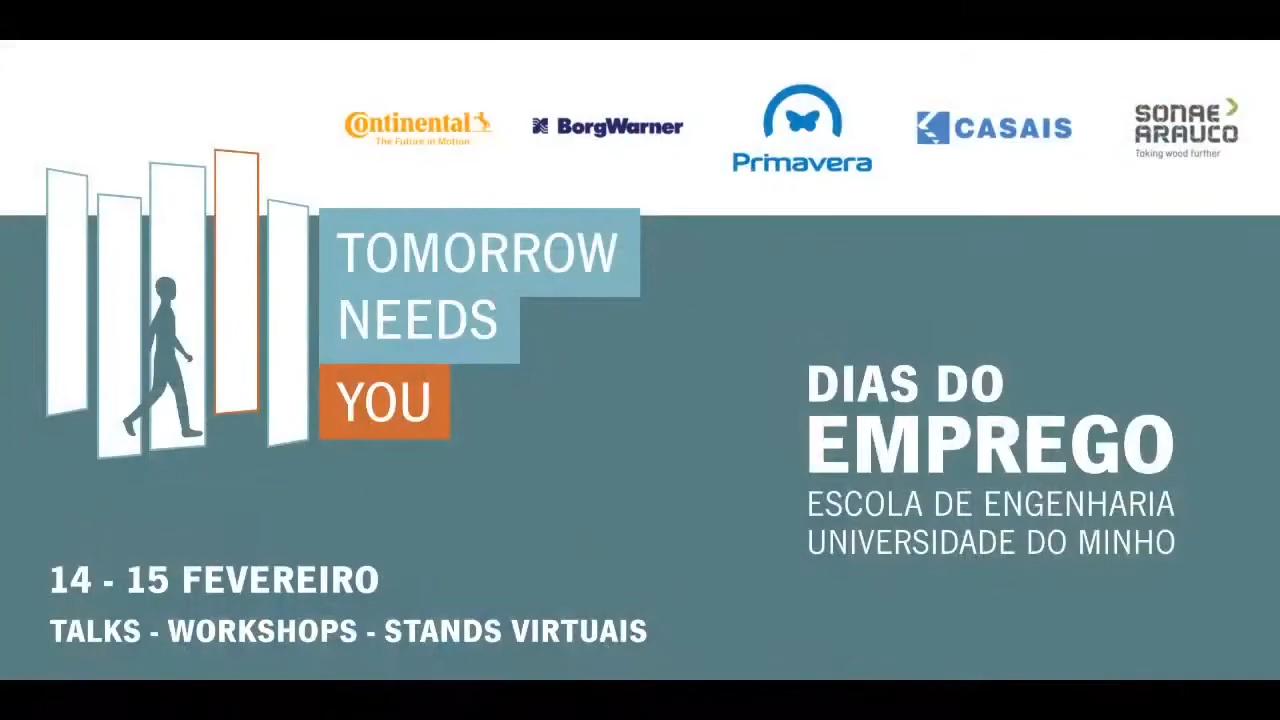 Continental
The Future in Motion
BorgWarner
Primavera
CASAIS
SONAE
ARAUCO
Taking wood further
TOMORROW
NEEDS
YOU
DIAS DO
EMPREGO
ESCOLA DE ENGENHARIA
UNIVERSIDADE DO MINHO
14 - 15 FEVEREIRO
TALKS - WORKSHOPS - STANDS VIRTUAIS